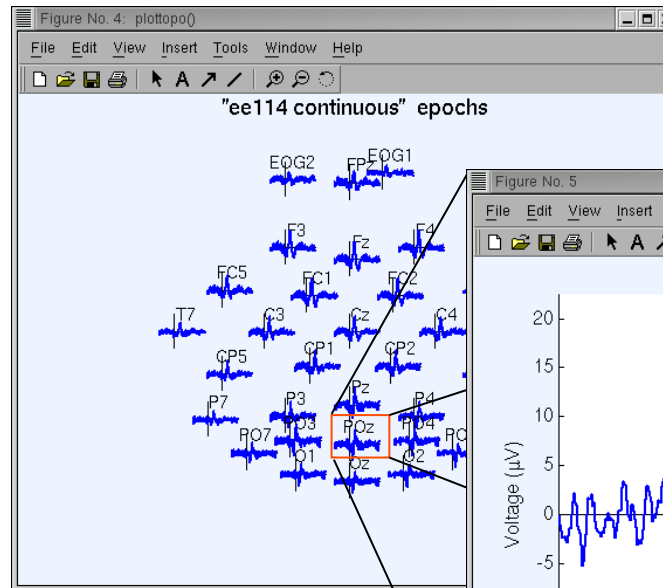 Figure No. 4: plottopo()
File Edit View Insert Tools Window Help
A
"ee114 continuous" epochs
EOG2 FPz EOG1
F3 Fz F4
FC5 FC1 FC2
T7 C3 Cz C4
CP5 CP1 CP2
Pz
P7 P3 P4
PO7 PO3 POz PO4
O1 Oz O2
Figure No. 5
File Edit View Insert
A
20
15
10
5
0
-5
Voltage (µV)